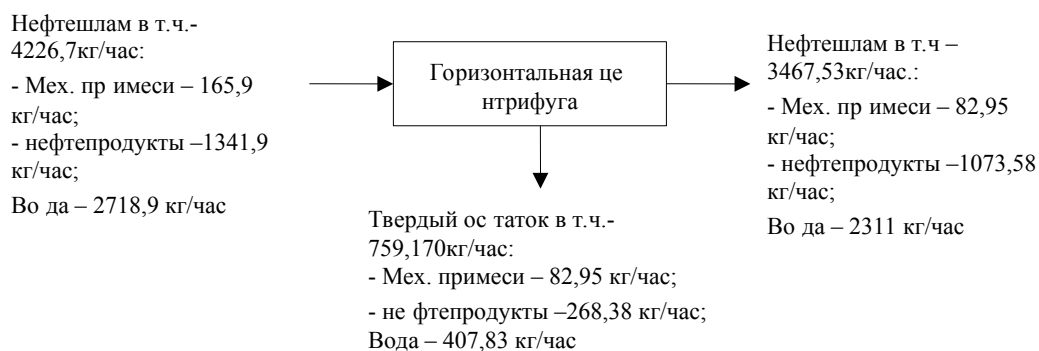 Нефтешлам в т.ч.-
4226,7кг/час:
- Мех. пр имеси – 165,9
кг/час;
- нефтепродукты –1341,9
кг/час;
Во да – 2718,9 кг/час
Горизонтальная це
нтрифуга
Нефтешлам в т.ч –
3467,53кг/час.:
- Мех. пр имеси – 82,95
кг/час;
- нефтепродукты –1073,58
кг/час;
Во да – 2311 кг/час
Твердый ос таток в т.ч.-
759,170кг/час:
- Мех. примеси – 82,95 кг/час;
- не фтепродукты –268,38 кг/час;
Вода – 407,83 кг/час